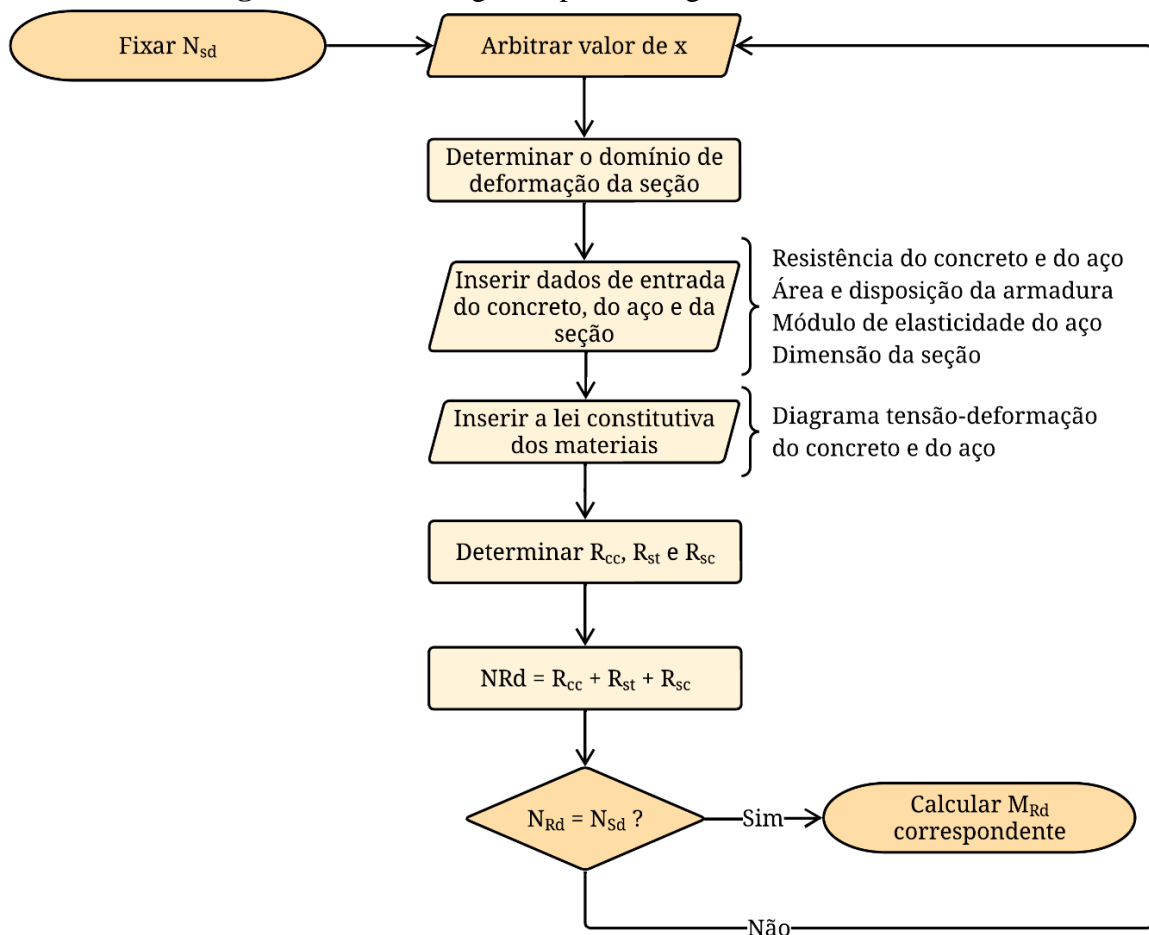 Fixar N_sd
Arbitrar valor de x
Determinar o domínio de
deformação da seção
Inserir dados de entrada
do concreto, do aço e da
seção
Resistência do concreto e do aço
Área e disposição da armadura
Módulo de elasticidade do aço
Dimensão da seção
Inserir a lei constitutiva
dos materiais
Diagrama tensão-deformação
do concreto e do aço
Determinar R_cc, R_st e R_sc
NRd = R_cc + R_st + R_sc
N_Rd = N_Sd ?
Sim
Calcular M_Rd
correspondente
Não